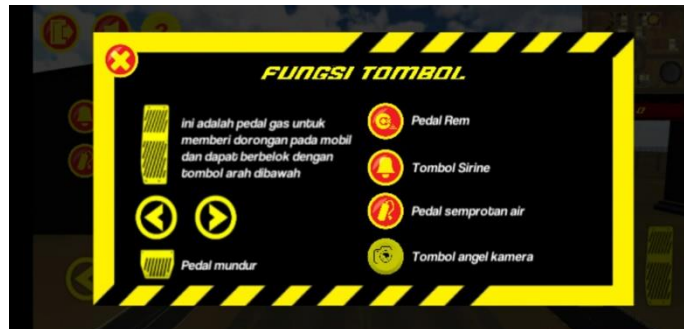 FUNGSI TOMBOL
ini adalah pedal gas untuk
memberi dorongan pada mobil
dan dapat berbelok dengan
tombol arah dibawah
Pedal mundur
Pedal Rem
Tombol Sirine
Pedal semprotan air
Tombol angel kamera